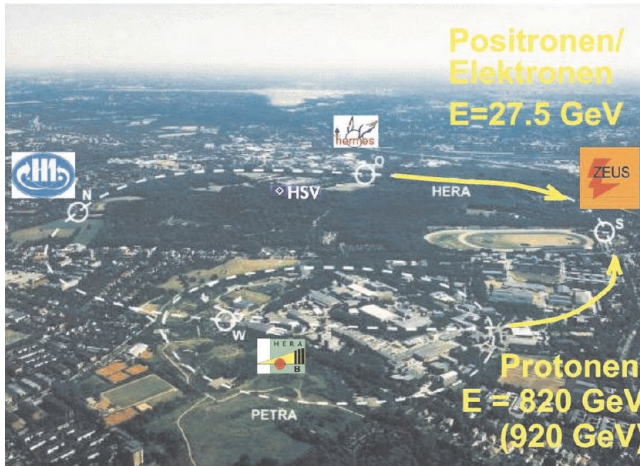 Positronen/
Elektronen
E=27.5 GeV
hermes
ZEUS
O
HSV
HERA
N
S
W
HERA
B
PETRA
Protonen
E = 820 GeV
(920 GeV)